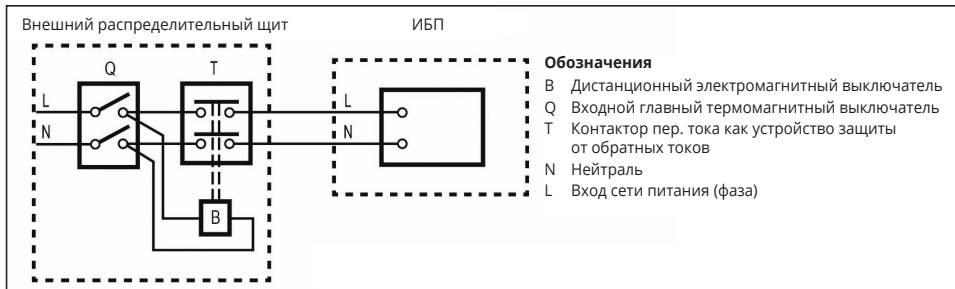 Внешний распределительный щит
ИБП
Q
T
L
N
L
N
B
Обозначения
B Дистанционный электромагнитный выключатель
Q Входной главный термомагнитный выключатель
T Контактор пер. тока как устройство защиты
от обратных токов
N Нейтраль
L Вход сети питания (фаза)